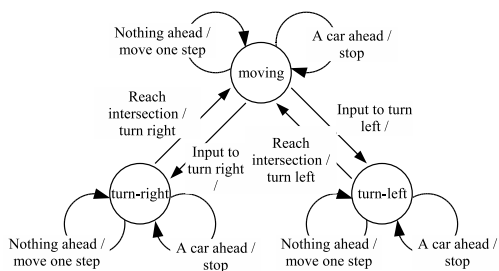 Nothing ahead /
move one step
A car ahead /
stop
moving
Reach
intersection /
turn right
Input to turn
left /
Input to
turn right
/
Reach
intersection /
turn left
turn-right
turn-left
Nothing ahead /
move one step
A car ahead /
stop
Nothing ahead /
move one step
A car ahead /
stop